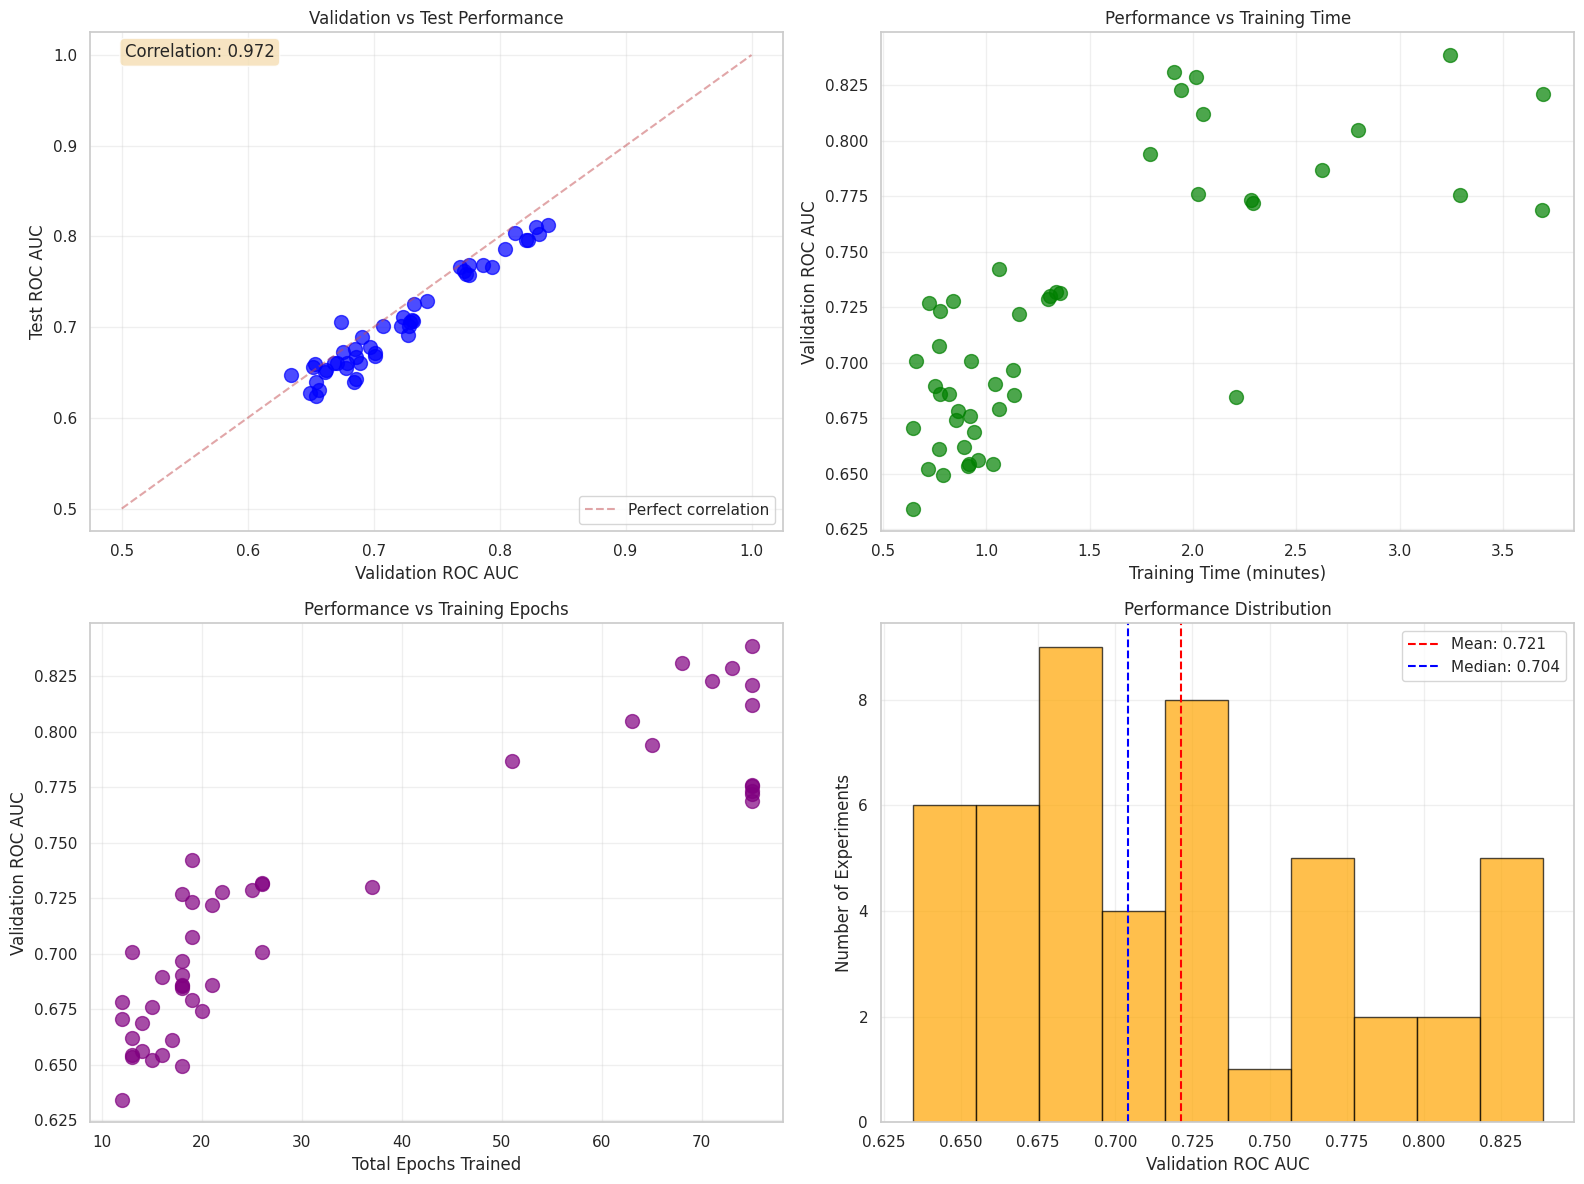 Validation vs Test Performance
Correlation: 0.972
Test ROC AUC
1.0
0.9
0.8
0.7
0.6
0.5
0.5 0.6 0.7 0.8 0.9 1.0
Validation ROC AUC
Perfect correlation
Performance vs Training Time
Validation ROC AUC
0.825
0.800
0.775
0.750
0.725
0.700
0.675
0.650
0.625
0.5 1.0 1.5 2.0 2.5 3.0 3.5
Training Time (minutes)
Performance vs Training Epochs
Validation ROC AUC
0.825
0.800
0.775
0.750
0.725
0.700
0.675
0.650
0.625
10 20 30 40 50 60 70
Total Epochs Trained
Performance Distribution
Mean: 0.721
Median: 0.704
Number of Experiments
8
6
4
2
0
0.625 0.650 0.675 0.700 0.725 0.750 0.775 0.800 0.825
Validation ROC AUC